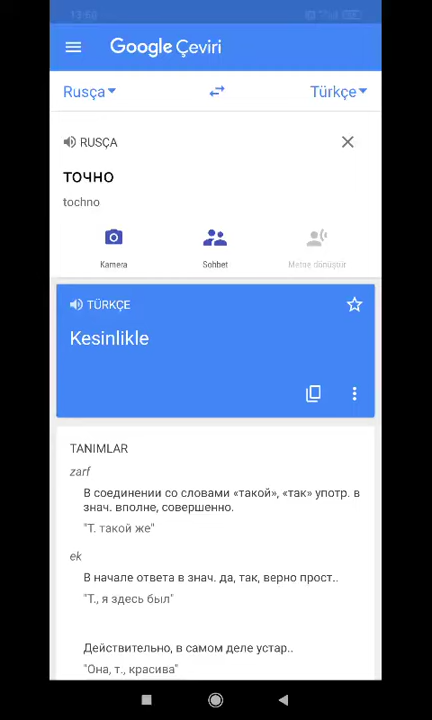 Google Çeviri
Rusça Türkçe
RUSÇA
точно
tochno
Kamera Sohbet Metne dönüştür
TÜRKÇE
Kesinlikle
TANIMLAR
zarf
В соединении со словами «такой», «так» употр. в
знач. вполне, совершенно.
"Т. такой же"
ek
В начале ответа в знач. да, так, верно прост..
"Т., я здесь был"
Действительно, в самом деле устар..
"Она, т., красива"